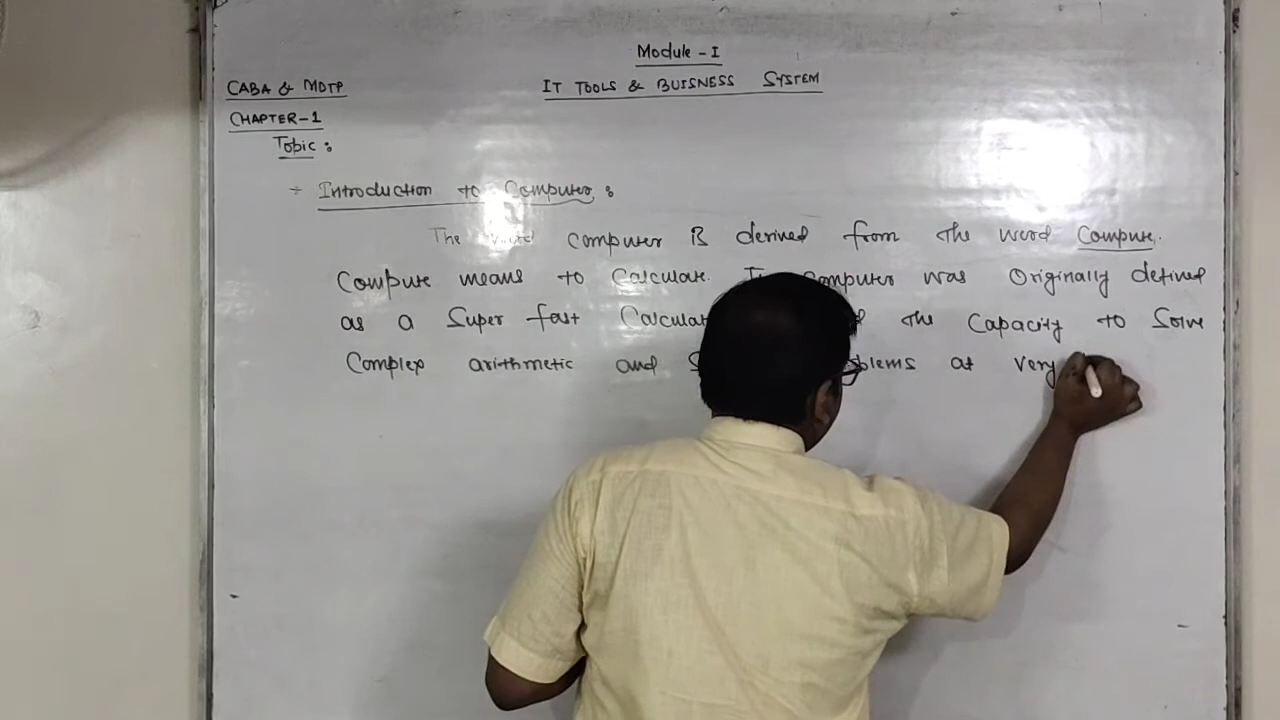 Module - I
CABA & MDTP
IT TOOLS & BUISNESS SYSTEM
CHAPTER-1
Topic :
÷ Introduction to Computer :
The word computer is derived from the word Compute.
Compute means to Calculate. computer was Originally defined
as a Super fast the Capacity to Solve
Complex arithmetic and at very